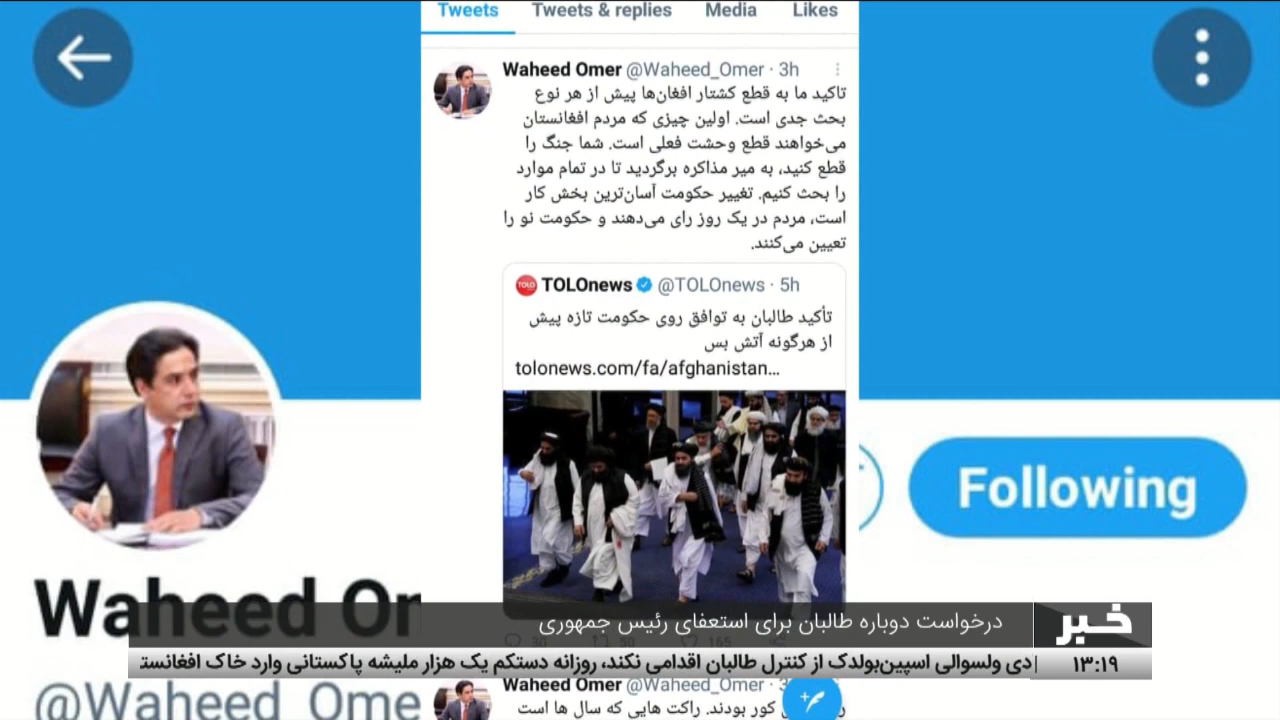 Tweets Tweets & replies Media Likes
Waheed Omer @Waheed_Omer · 3h
تاکید ما به قطع کشتار افغان‌ها پیش از هر نوع
بحث جدی است. اولین چیزی که مردم افغانستان
می‌خواهند قطع وحشت فعلی است. شما جنگ را
قطع کنید، به میر مذاکره برگردید تا در تمام موارد
را بحث کنیم. تغییر حکومت آسان‌ترین بخش کار
است، مردم در یک روز رای می‌دهند و حکومت نو را
تعیین می‌کنند.
TOLO
TOLOnews @TOLOnews · 5h
تأکید طالبان به توافق روی حکومت تازه پیش
از هرگونه آتش بس
tolonews.com/fa/afghanistan...
Following
Waheed
درخواست دوباره طالبان برای استعفای رئیس جمهوری
خبر
دی ولسوالی اسپین‌بولدک از کنترل طالبان اقدامی نکند، روزانه دستکم یک هزار ملیشه پاکستانی وارد خاک افغانست
۱۳:۱۹
Waheed Omer @Waheed_Omer
@Waheed_Ome
کور بودند. راکت هایی که سال ها است